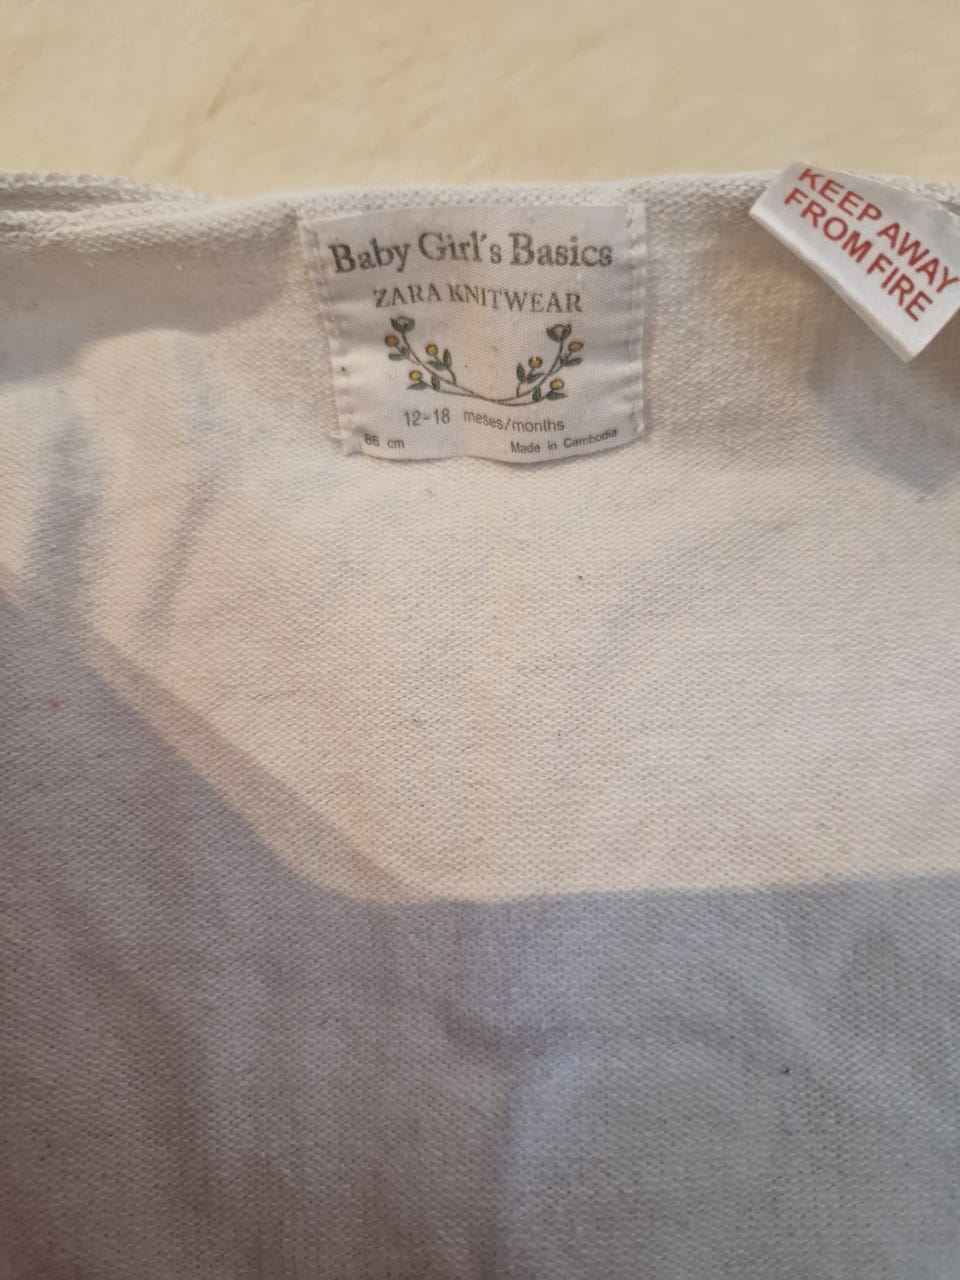 Baby Girl's Basics
ZARA KNITWEAR
12-18 meses/months
86 cm
Made in Cambodia
KEEP AWAY
FROM FIRE